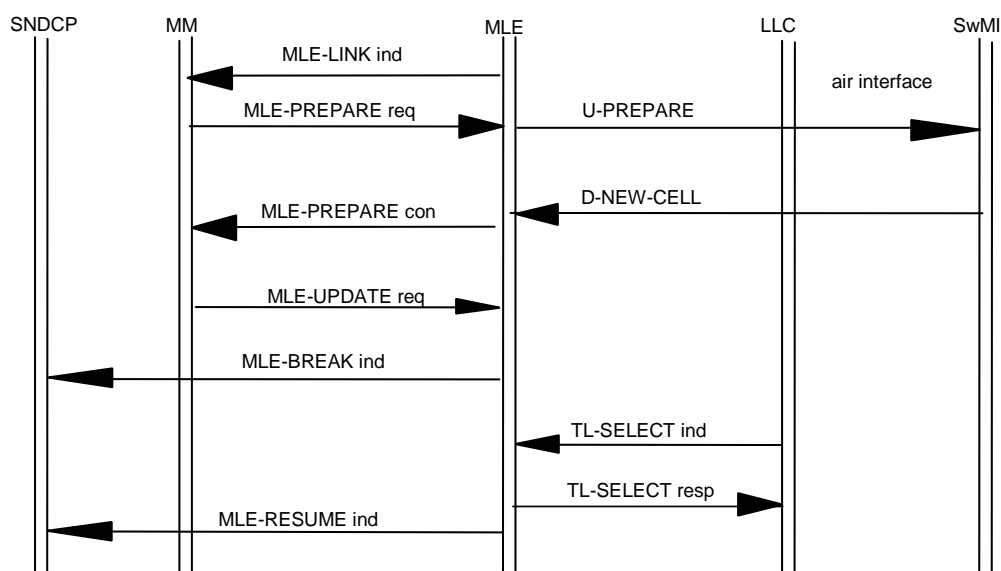 SNDCP MM MLE LLC SwMI
MLE-LINK ind
air interface
MLE-PREPARE req U-PREPARE
D-NEW-CELL
MLE-PREPARE con
MLE-UPDATE req
MLE-BREAK ind
TL-SELECT ind
TL-SELECT resp
MLE-RESUME ind